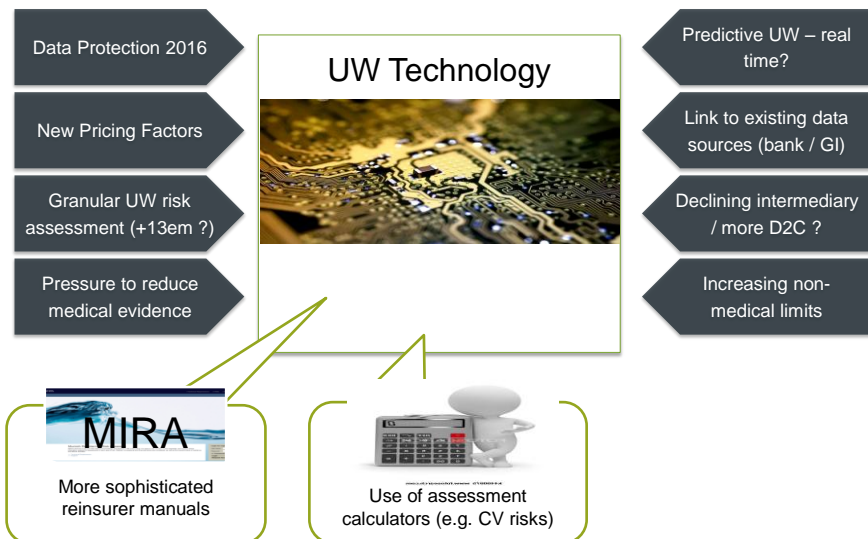 UW Technology
Data Protection 2016
New Pricing Factors
Granular UW risk
assessment (+13em ?)
Pressure to reduce
medical evidence
Predictive UW – real
time?
Link to existing data
sources (bank / GI)
Declining intermediary
/ more D2C ?
Increasing non-
medical limits
MIRA
More sophisticated
reinsurer manuals
Use of assessment
calculators (e.g. CV risks)